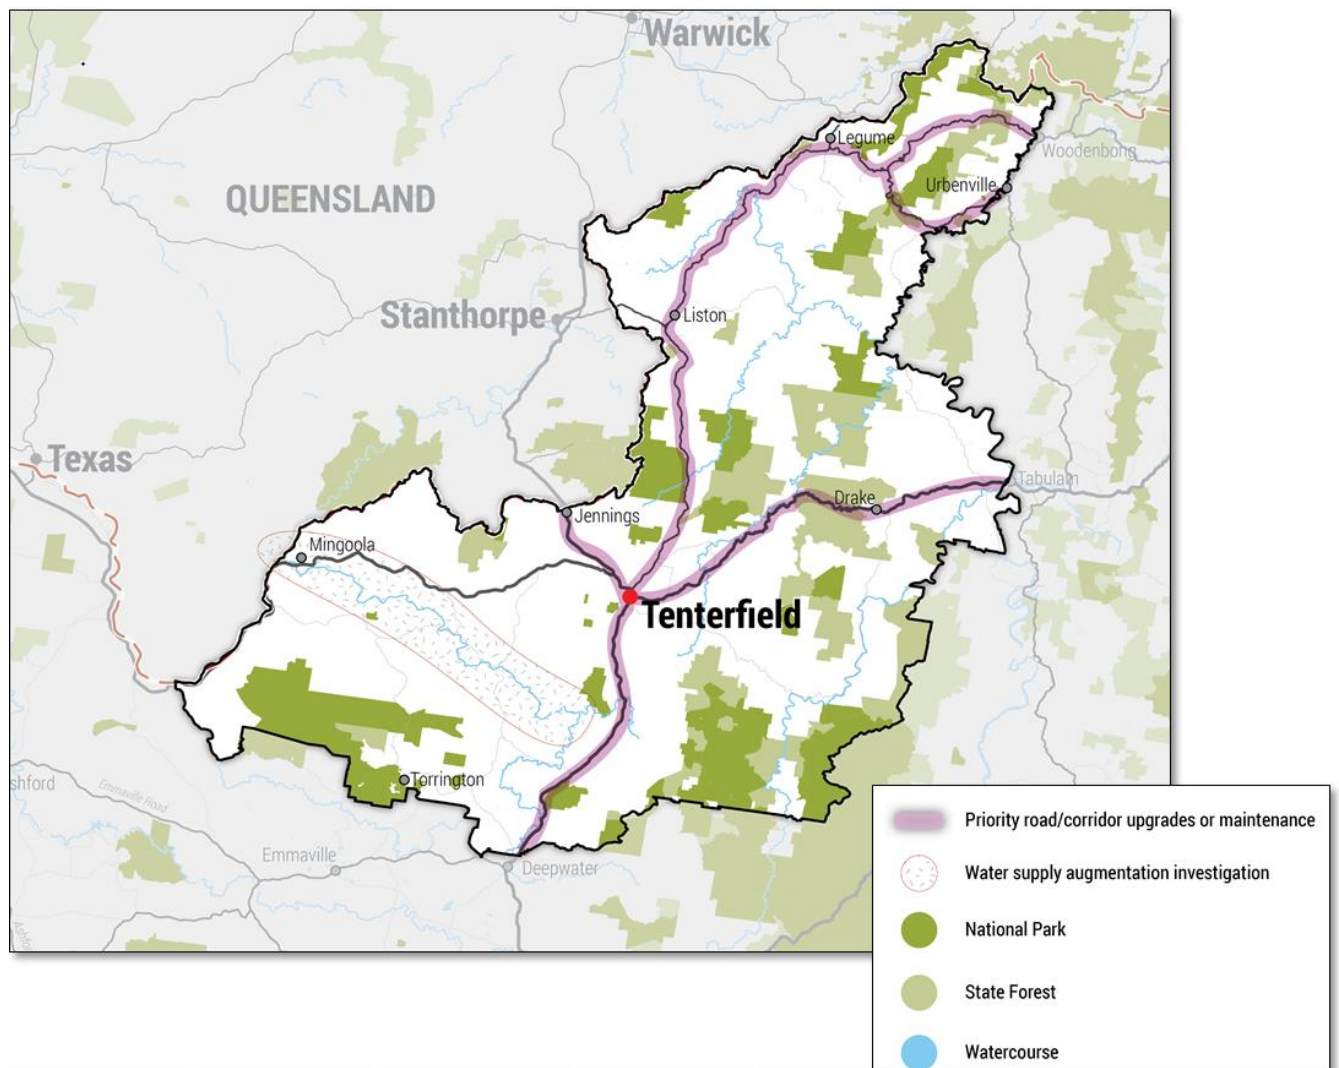 Warwick
Legume
Woodenbong
QUEENSLAND
Urbenville
Stanthorpe
Liston
Texas
Tabulam
Drake
Jennings
Mingoola
Tenterfield
Torrington
shford
Emmaville Road
Emmaville
Deepwater
Ashfo
Priority road/corridor upgrades or maintenance
Water supply augmentation investigation
National Park
State Forest
Watercourse